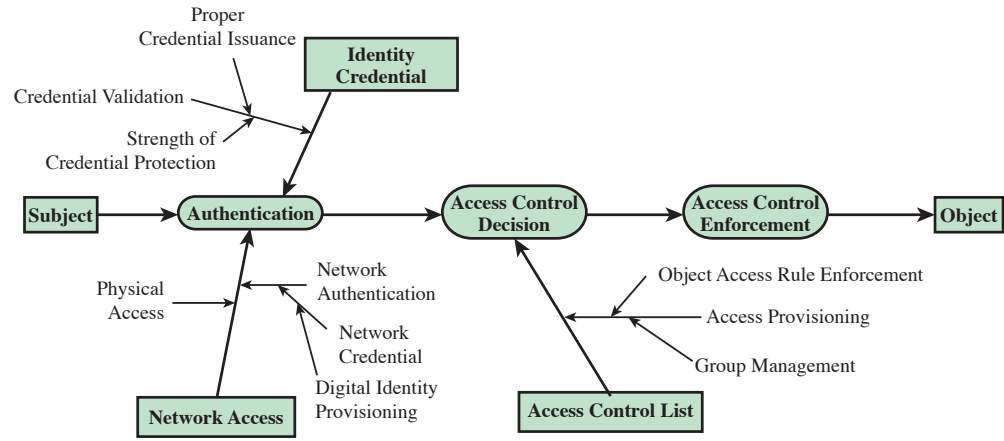 Proper
Credential Issuance
Identity
Credential
Credential Validation
Strength of
Credential Protection
Subject
Authentication
Access Control
Decision
Access Control
Enforcement
Object
Physical
Access
Network
Authentication
Network
Credential
Digital Identity
Provisioning
Network Access
Object Access Rule Enforcement
Access Provisioning
Group Management
Access Control List